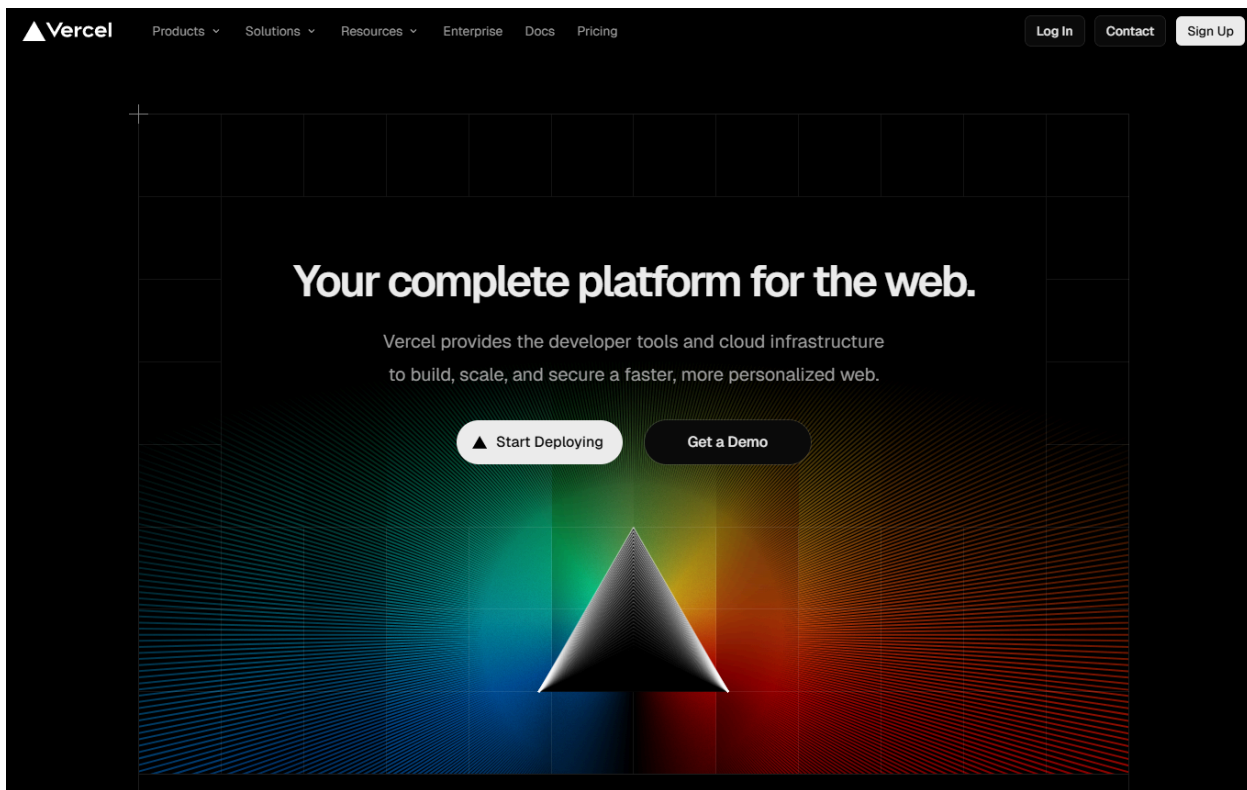 Vercel
Products
Solutions
Resources
Enterprise
Docs
Pricing
Log In
Contact
Sign Up
Your complete platform for the web.
Vercel provides the developer tools and cloud infrastructure
to build, scale, and secure a faster, more personalized web.
Start Deploying
Get a Demo